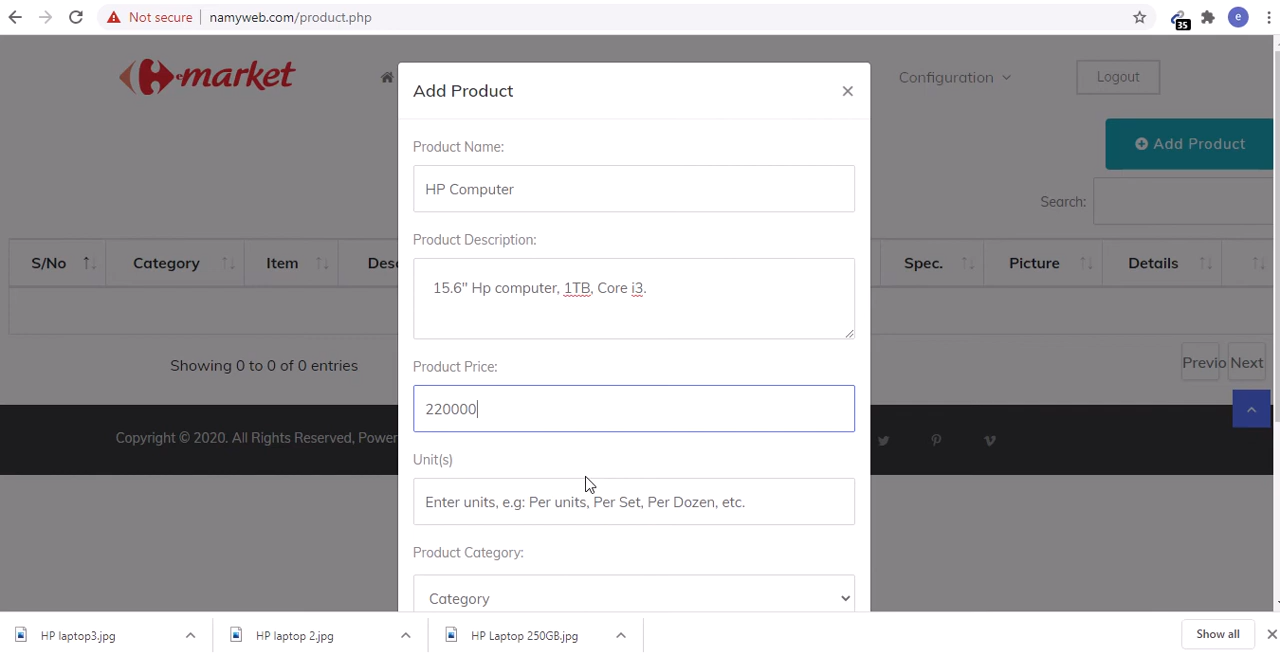 Not secure namyweb.com/product.php 35 e
e-market Add Product × Configuration Logout
Product Name: Add Product
HP Computer Search:
Product Description:
S/No Category Item Desc Spec. Picture Details
15.6" Hp computer, 1TB, Core i3.
Showing 0 to 0 of 0 entries Product Price: Previo Next
220000
Copyright © 2020. All Rights Reserved, Power
Unit(s)
Enter units, e.g: Per units, Per Set, Per Dozen, etc.
Product Category:
Category
HP laptop3.jpg HP laptop 2.jpg HP Laptop 250GB.jpg Show all